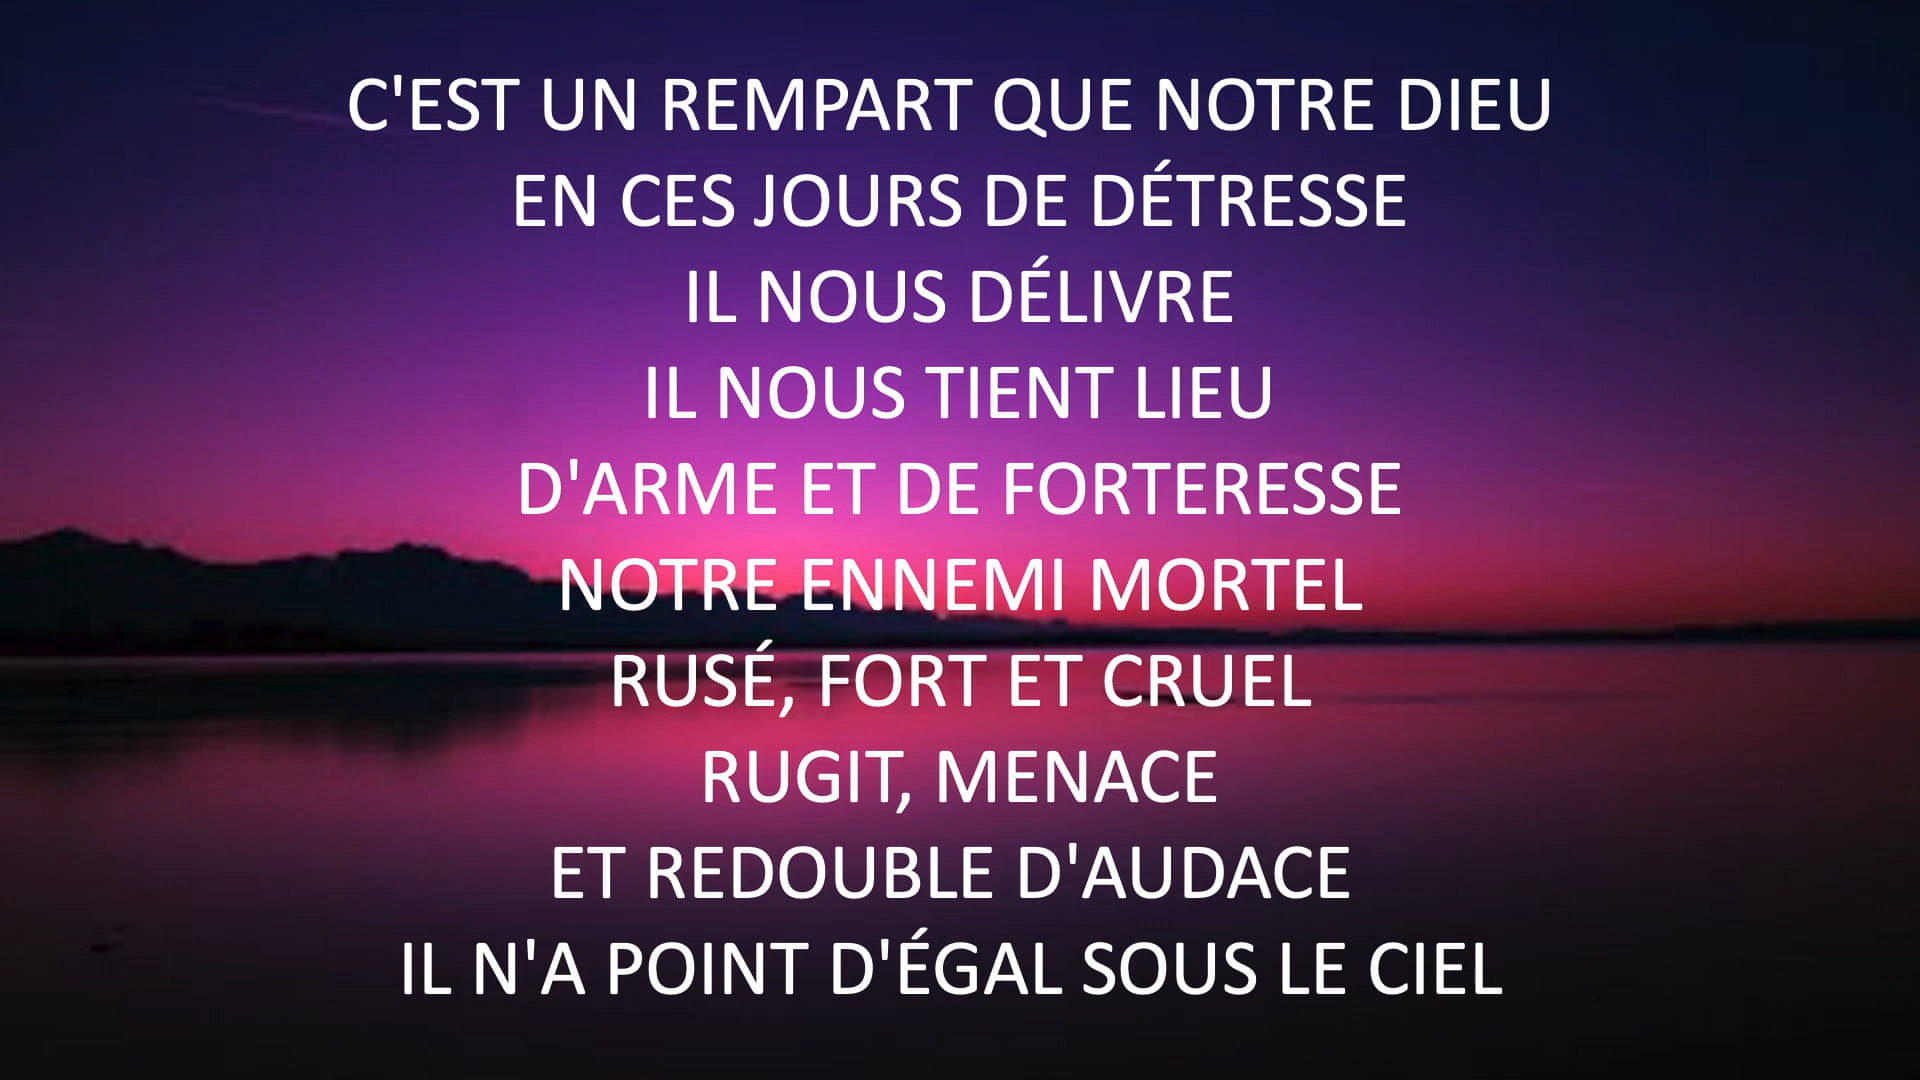 C'EST UN REMPART QUE NOTRE DIEU
EN CES JOURS DE DÉTRESSE
IL NOUS DÉLIVRE
IL NOUS TIENT LIEU
D'ARME ET DE FORTERESSE
NOTRE ENNEMI MORTEL
RUSÉ, FORT ET CRUEL
RUGIT, MENACE
ET REDOUBLE D'AUDACE
IL N'A POINT D'ÉGAL SOUS LE CIEL